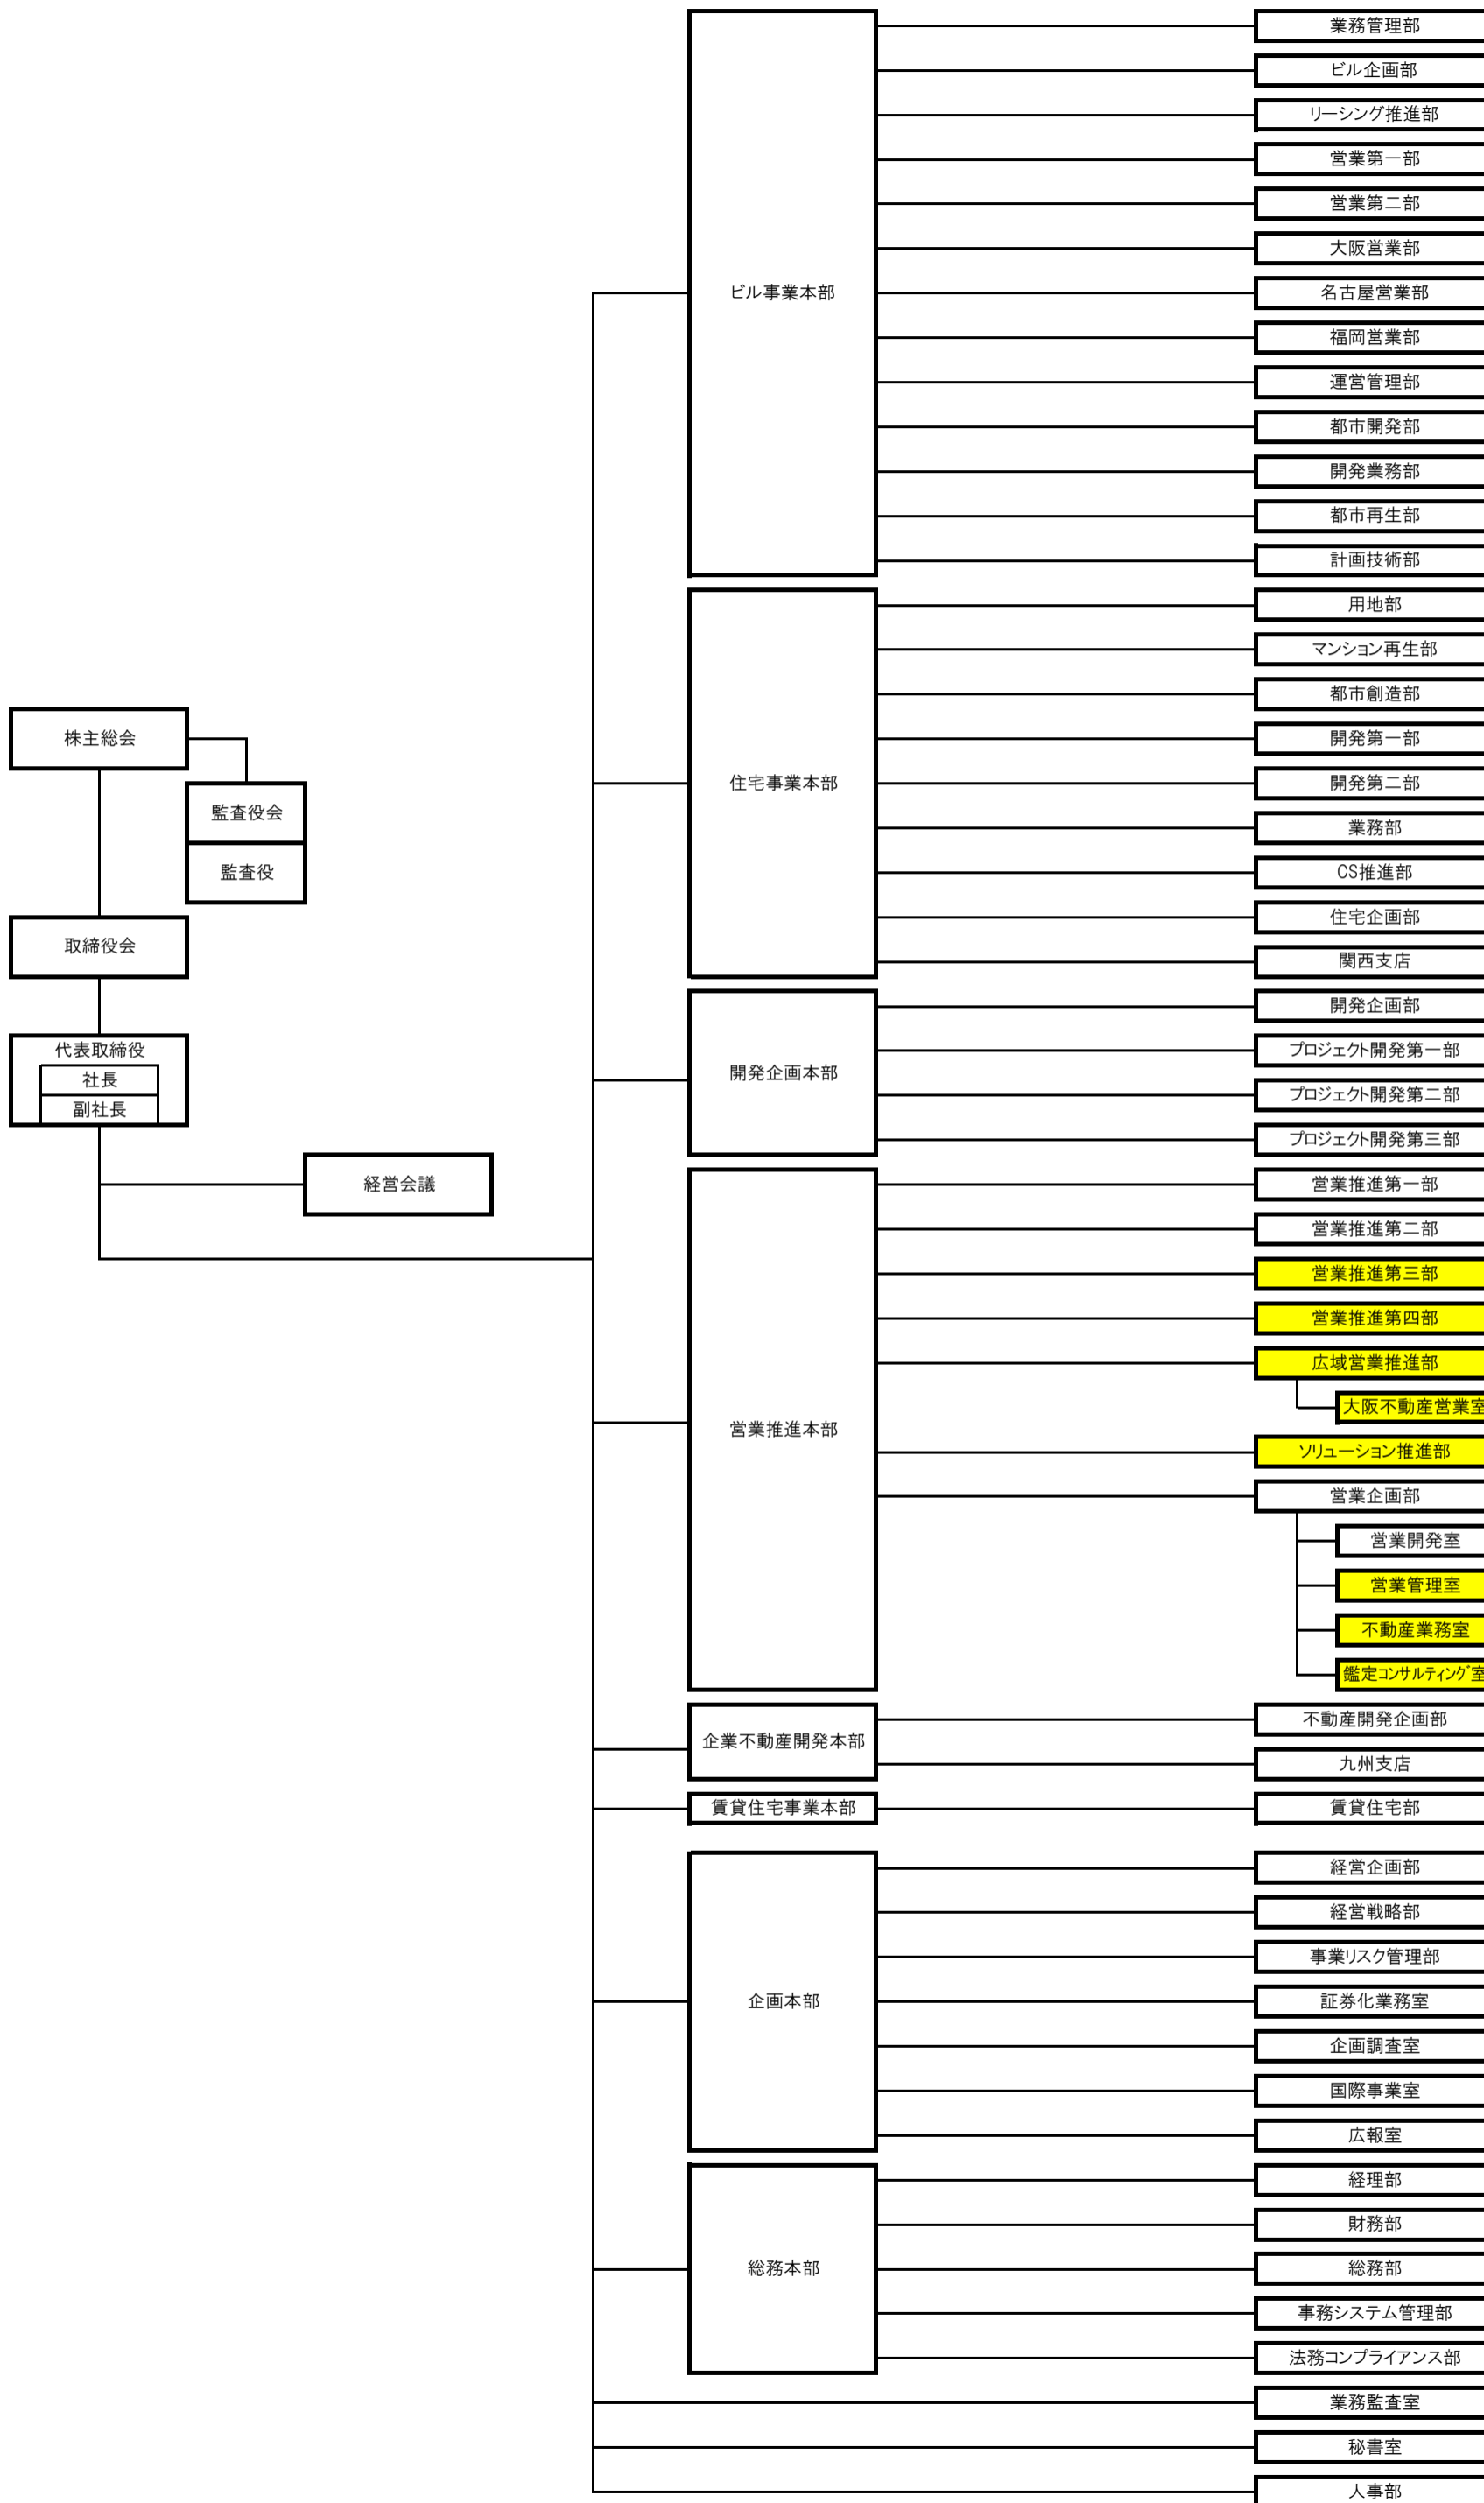 株主総会
監査役会
監査役
取締役会
代表取締役
社長
副社長
経営会議
ビル事業本部
業務管理部
ビル企画部
リーシング推進部
営業第一部
営業第二部
大阪営業部
名古屋営業部
福岡営業部
運営管理部
都市開発部
開発業務部
都市再生部
計画技術部
住宅事業本部
用地部
マンション再生部
都市創造部
開発第一部
開発第二部
業務部
CS推進部
住宅企画部
関西支店
開発企画本部
開発企画部
プロジェクト開発第一部
プロジェクト開発第二部
プロジェクト開発第三部
営業推進本部
営業推進第一部
営業推進第二部
営業推進第三部
営業推進第四部
広域営業推進部
大阪不動産営業室
ソリューション推進部
営業企画部
営業開発室
営業管理室
不動産業務室
鑑定コンサルティング室
企業不動産開発本部
不動産開発企画部
九州支店
賃貸住宅事業本部
賃貸住宅部
企画本部
経営企画部
経営戦略部
事業リスク管理部
証券化業務室
企画調査室
国際事業室
広報室
総務本部
経理部
財務部
総務部
事務システム管理部
法務コンプライアンス部
業務監査室
秘書室
人事部